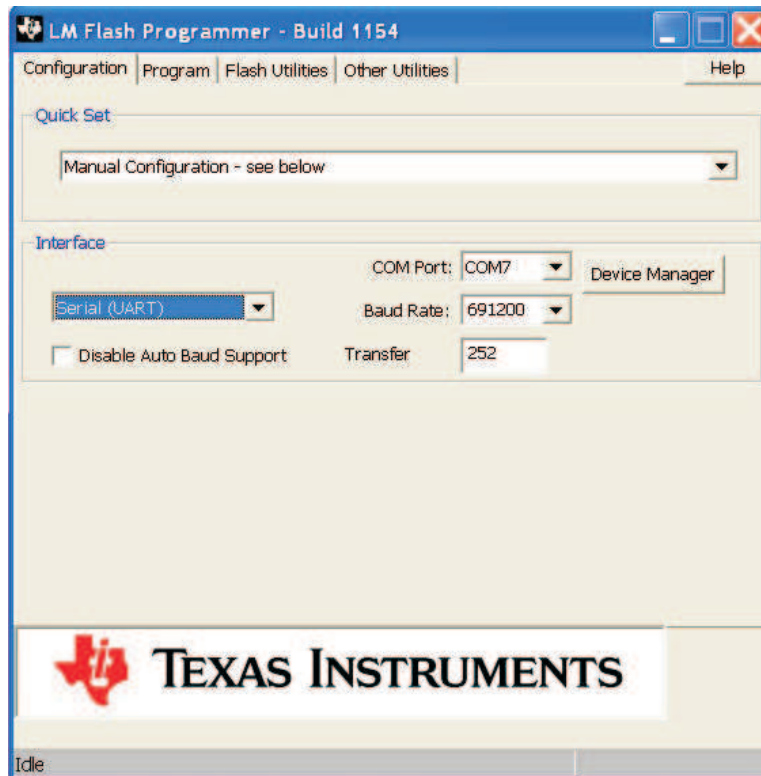 LM Flash Programmer - Build 1154
Configuration Program Flash Utilities Other Utilities Help
Quick Set
Manual Configuration - see below
Interface
COM Port: COM7 Device Manager
Serial (UART) Baud Rate: 691200
Disable Auto Baud Support Transfer 252
TEXAS INSTRUMENTS
Idle